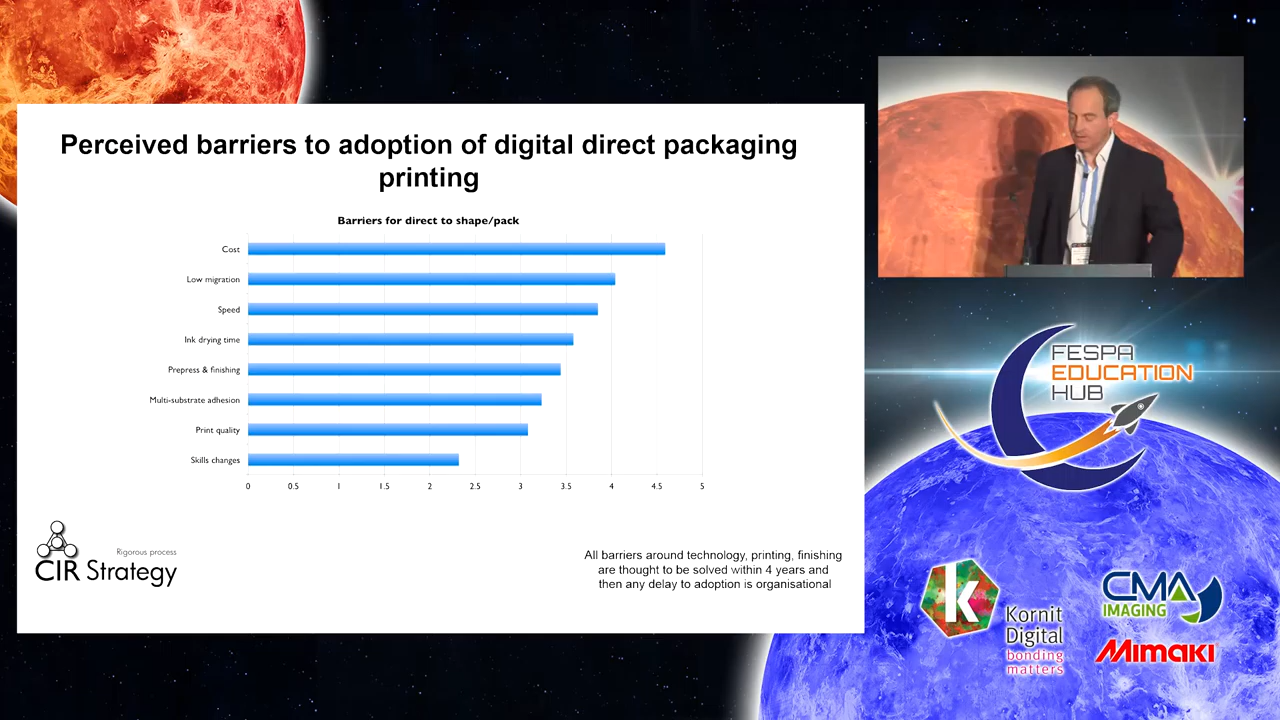 Perceived barriers to adoption of digital direct packaging
printing
Barriers for direct to shape/pack
Cost
Low migration
Speed
Ink drying time
Prepress & finishing
Multi-substrate adhesion
Print quality
Skills changes
0 0.5 1 1.5 2 2.5 3 3.5 4 4.5 5
Rigorous process
CIR Strategy
All barriers around technology, printing, finishing
are thought to be solved within 4 years and
then any delay to adoption is organisational
FESPA
EDUCATION
HUB
k
Kornit
Digital
bonding
matters
CMA
IMAGING
Mimaki